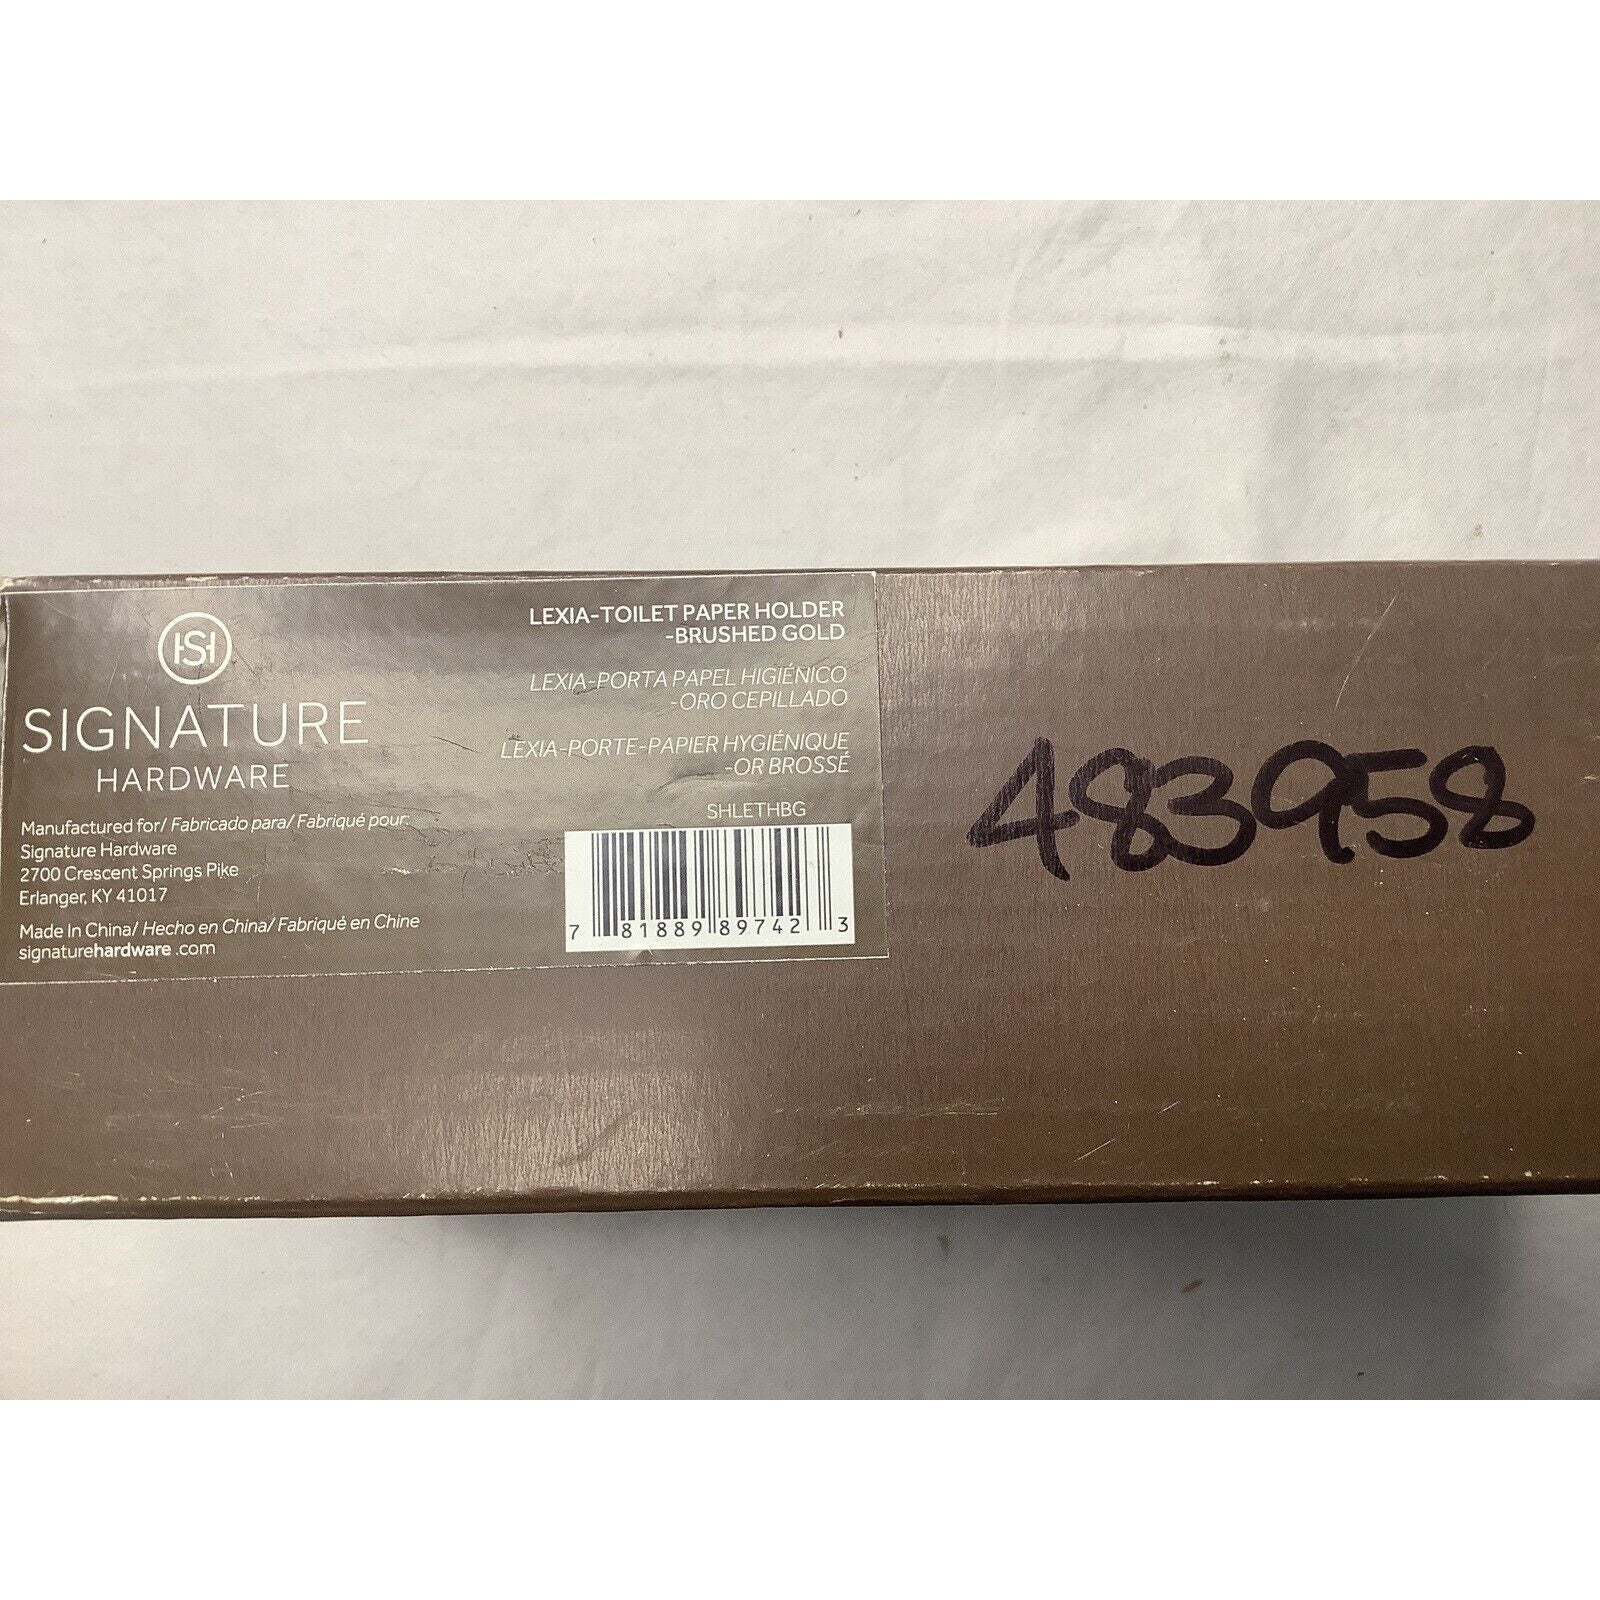 HSH
SIGNATURE
HARDWARE
Manufactured for/ Fabricado para/ Fabriqué pour:
Signature Hardware
2700 Crescent Springs Pike
Erlanger, KY 41017
Made In China/ Hecho en China/ Fabriqué en Chine
signaturehardware .com
LEXIA-TOILET PAPER HOLDER
-BRUSHED GOLD
LEXIA-PORTA PAPEL HIGIÉNICO
-ORO CEPILLADO
LEXIA-PORTE-PAPIER HYGIÉNIQUE
-OR BROSSÉ
SHLETHBG
7 81889 89742 3
483958